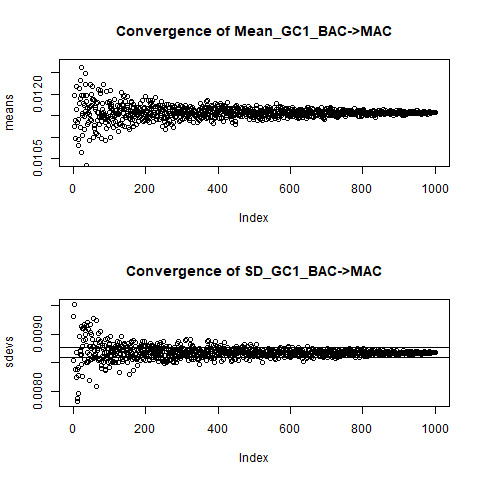 Convergence of Mean_GC1_BAC->MAC
means
0.0120
0.0105
0 200 400 600 800 1000
Index
Convergence of SD_GC1_BAC->MAC
sdevs
0.0090
0.0080
0 200 400 600 800 1000
Index